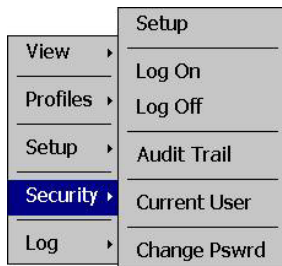 View
Profiles
Setup
Security
Log
Setup
Log On
Log Off
Audit Trail
Current User
Change Pswrd